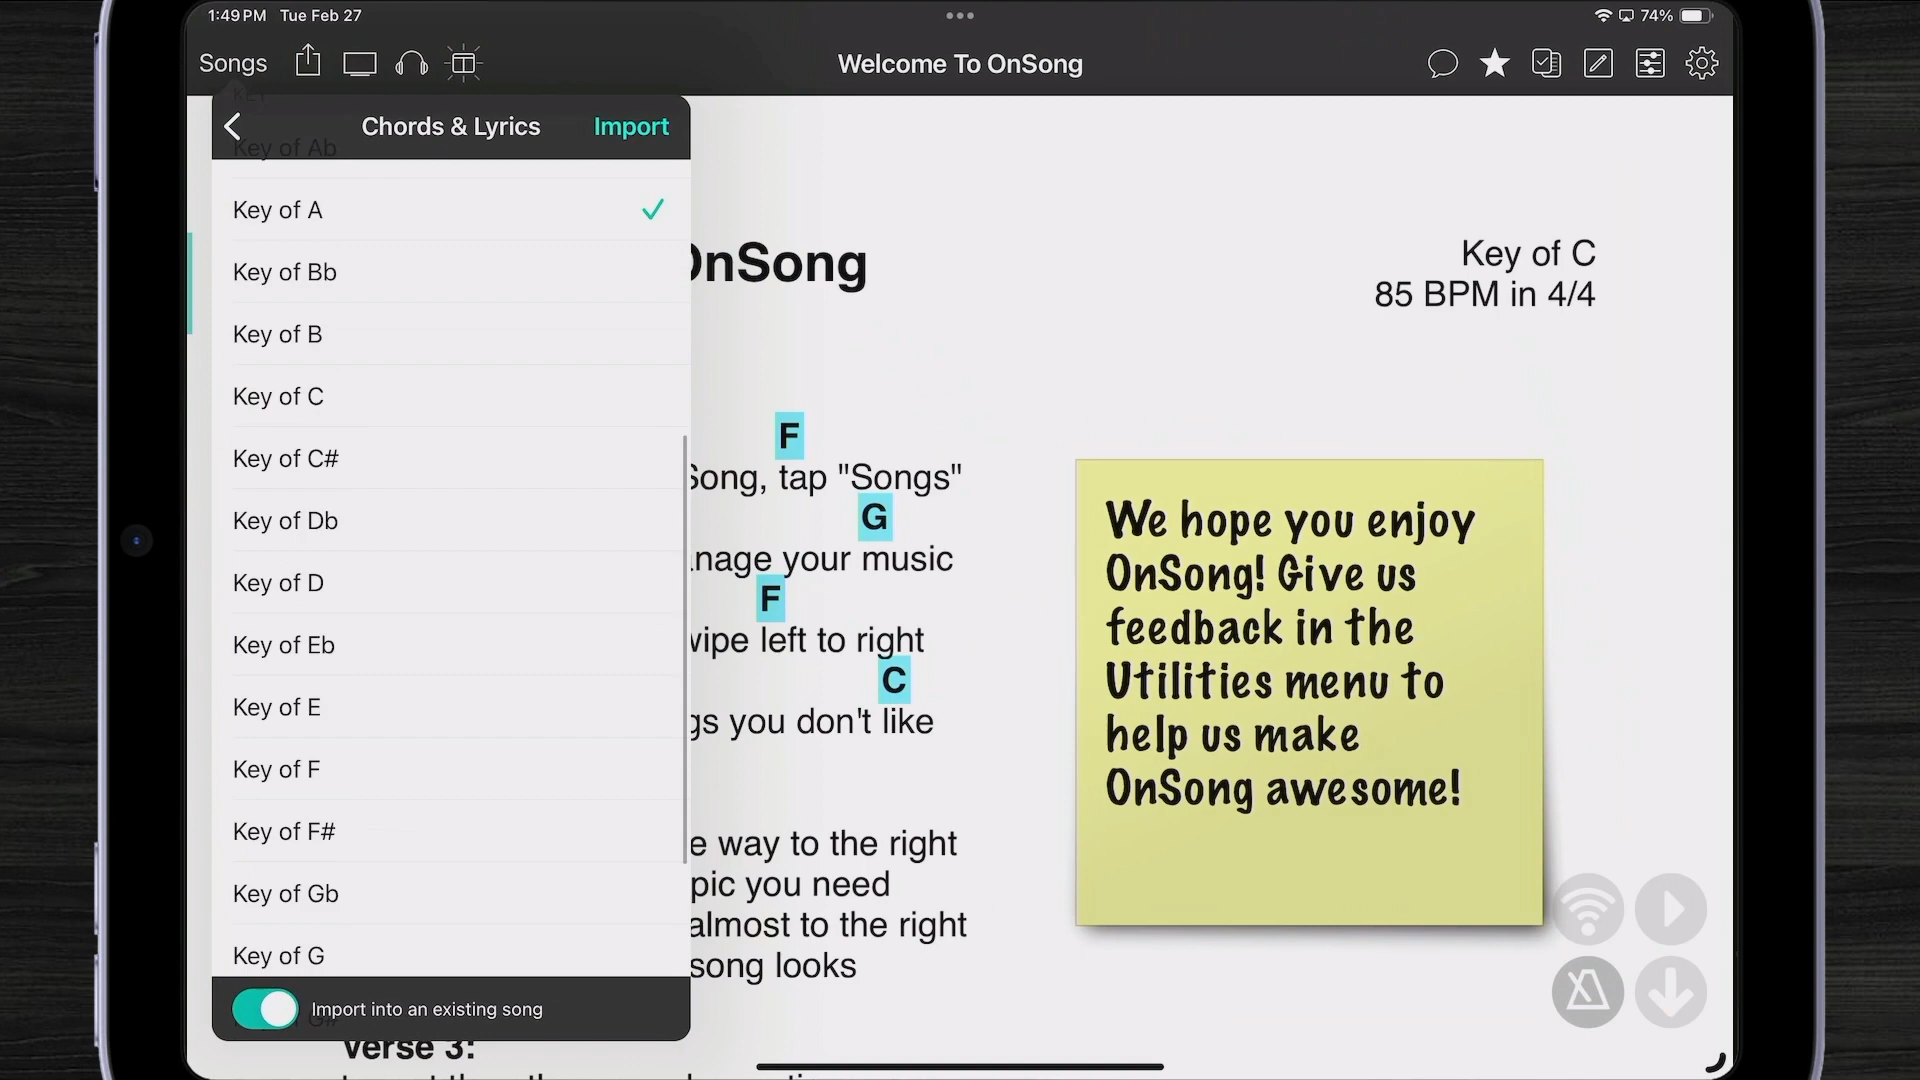 1:49 PM Tue Feb 27
74%
Songs
Welcome To OnSong
Chords & Lyrics
Import
Key of Ab
Key of A
Key of Bb
Key of B
Key of C
Key of C#
Key of Db
Key of D
Key of Eb
Key of E
Key of F
Key of F#
Key of Gb
Key of G
Import into an existing song
OnSong
Key of C
85 BPM in 4/4
F
Song, tap "Songs"
G
nage your music
F
wipe left to right
C
gs you don't like
e way to the right
pic you need
almost to the right
song looks
Verse 3:
We hope you enjoy
OnSong! Give us
feedback in the
Utilities menu to
help us make
OnSong awesome!